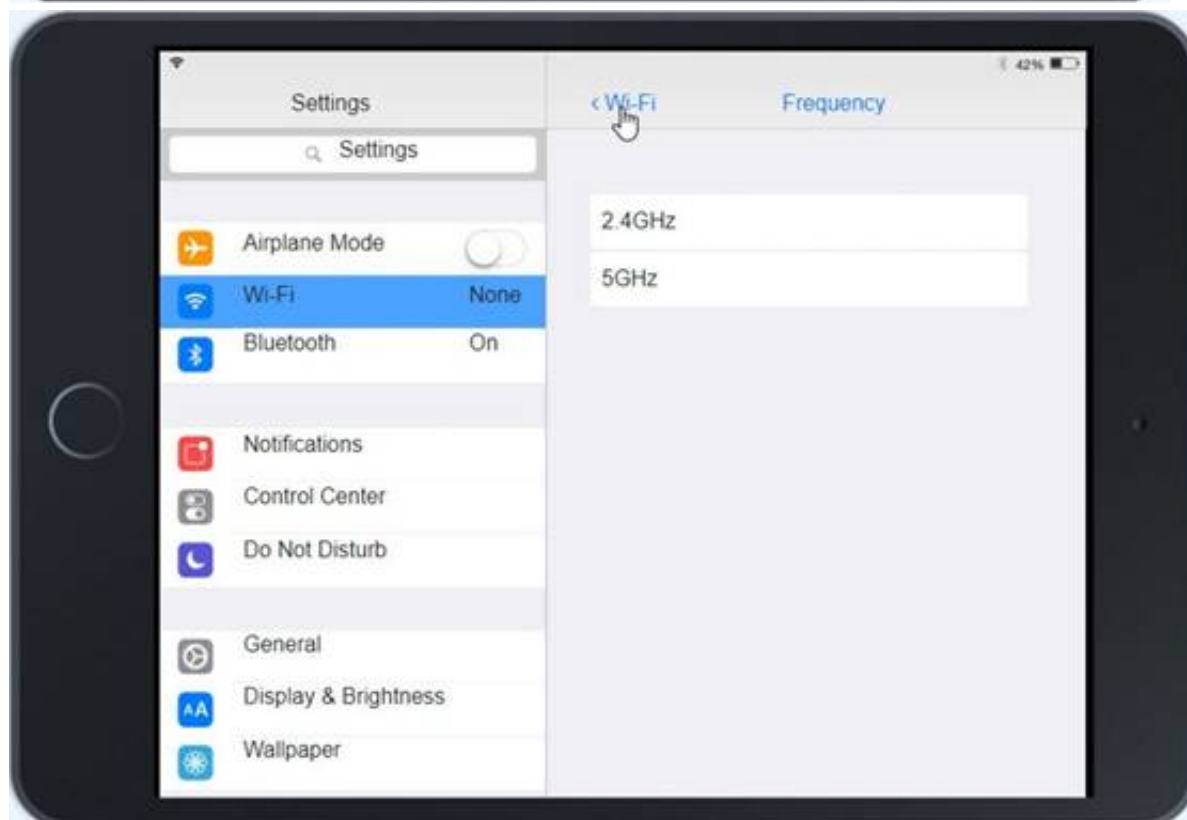 42%
Settings
< Wi-Fi
Frequency
Settings
Airplane Mode
Wi-Fi None
Bluetooth On
Notifications
Control Center
Do Not Disturb
General
AA Display & Brightness
Wallpaper
2.4GHz
5GHz